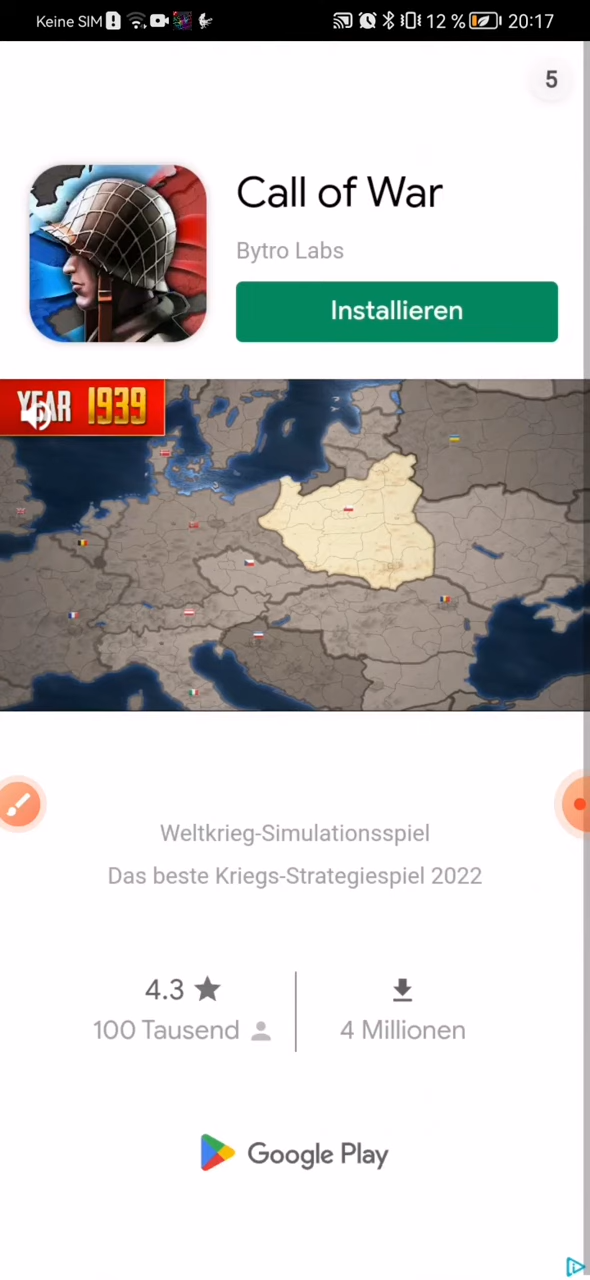 Keine SIM 12 % 20:17
5
Call of War
Bytro Labs
Installieren
YEAR 1939
Weltkrieg-Simulationsspiel
Das beste Kriegs-Strategiespiel 2022
4.3
100 Tausend
4 Millionen
Google Play